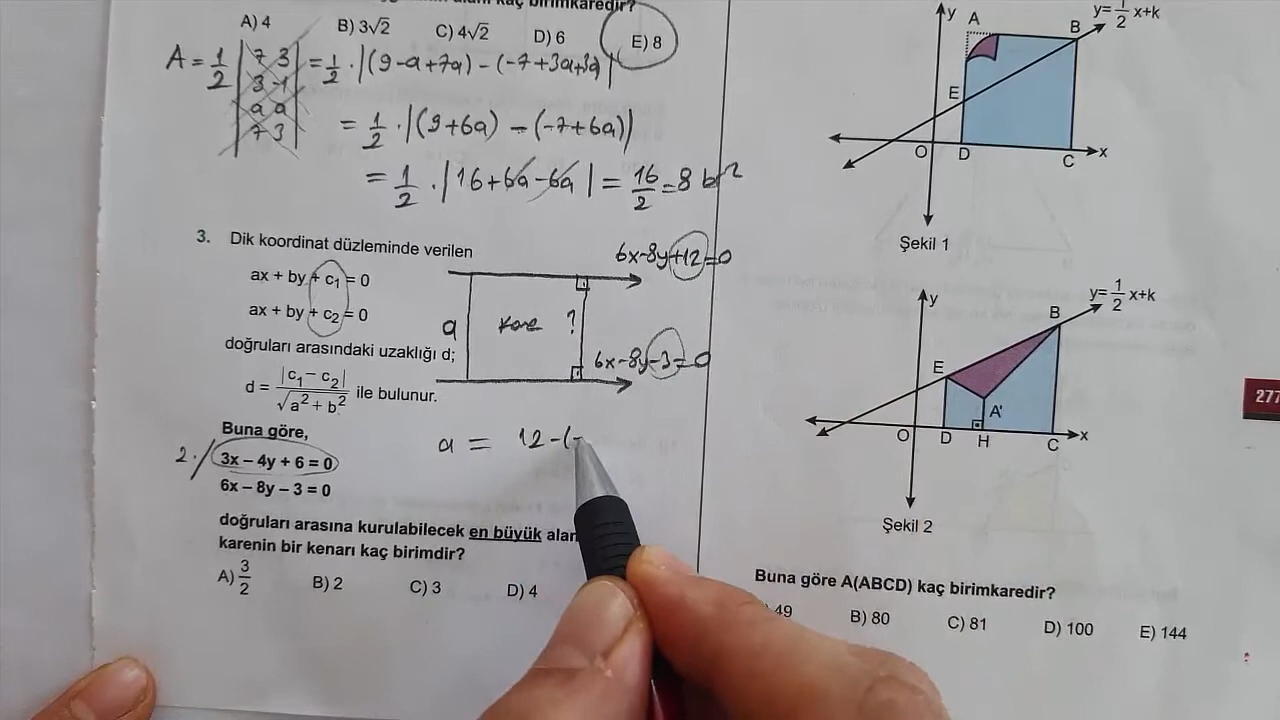 A) 4 B) 3√2 C) 4√2 D) 6 E) 8
A = 1/2 |7 3 = 1/2 · |(9-a+7a) - (-7+3a+3a)|
3 -1
a a
7 3|
= 1/2 · |(9+6a) - (-7+6a)|
= 1/2 · |16+6a-6a| = 16/2 = 8 br²
3. Dik koordinat düzleminde verilen
ax + by + c₁ = 0
ax + by + c₂ = 0
doğruları arasındaki uzaklığı d;
d = |c₁ − c₂| / √a² + b² ile bulunur.
Buna göre,
2·/ 3x – 4y + 6 = 0
6x – 8y – 3 = 0
doğruları arasına kurulabilecek en büyük
karenin bir kenarı kaç birimdir?
A) 3/2 B) 2 C) 3 D) 4
6x-8y+12=0
a kare ?
6x-8y-3=0
a = 12-(-
y A B y=1/2 x+k
E
O D C x
Şekil 1
y B y=1/2 x+k
E
A'
O D H C x
Şekil 2
277
Buna göre A(ABCD) kaç birimkaredir?
49 B) 80 C) 81 D) 100 E) 144